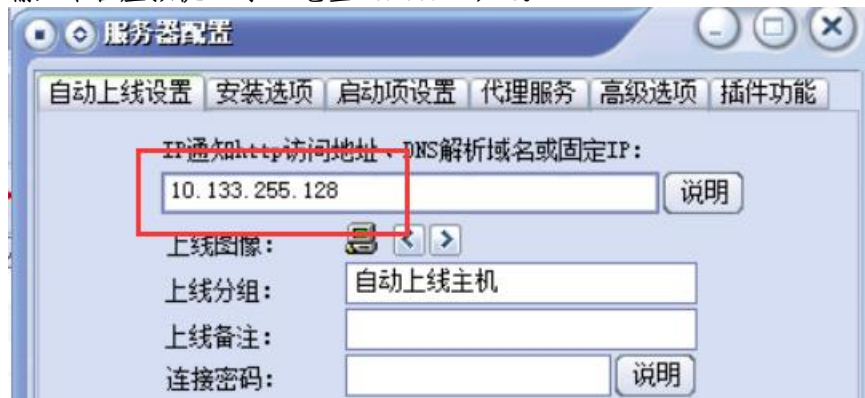 服务器配置
自动上线设置 安装选项 启动项设置 代理服务 高级选项 插件功能
IP通知http访问地址、DNS解析域名或固定IP：
10.133.255.128 说明
上线图像：
上线分组： 自动上线主机
上线备注：
连接密码： 说明